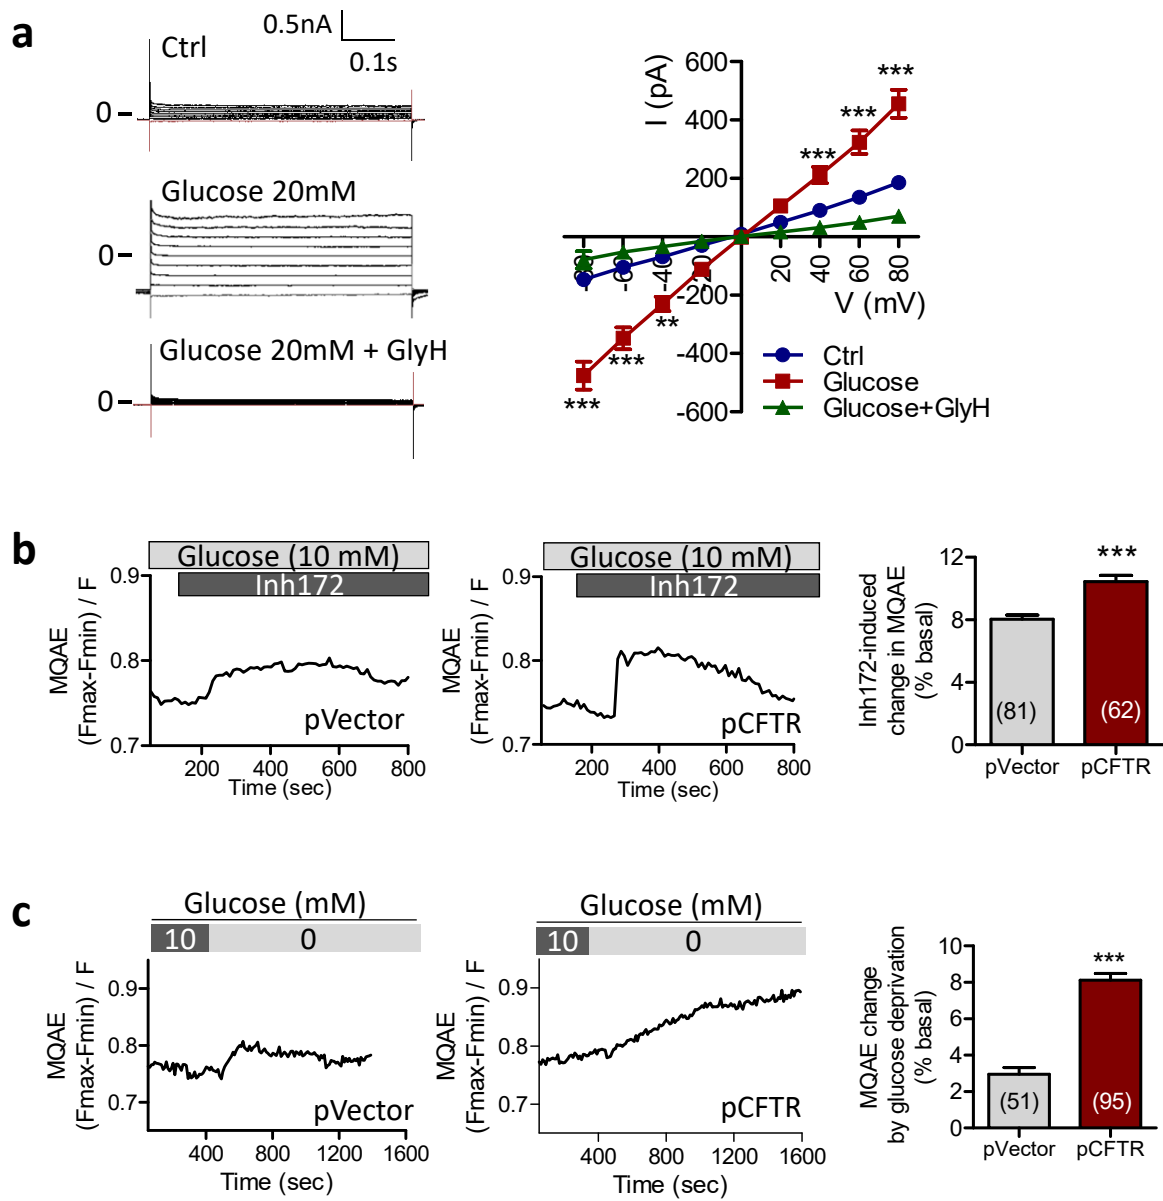 a
Ctrl
0.5nA
0.1s
0
Glucose 20mM
0
Glucose 20mM + GlyH
0
I (pA)
600
400
200
-200
-400
-600
-80
-60
-40
-20
20
40
60
80
V (mV)
***
***
***
**
***
***
Ctrl
Glucose
Glucose+GlyH
b
Glucose (10 mM)
Inh172
MQAE
(Fmax-Fmin) / F
0.9
0.8
0.7
pVector
200
400
600
800
Time (sec)
Glucose (10 mM)
Inh172
MQAE
(Fmax-Fmin) / F
0.9
0.8
0.7
pCFTR
200
400
600
800
Time (sec)
Inh172-induced
change in MQAE
(% basal)
12
8
4
0
***
(81)
(62)
pVector
pCFTR
c
Glucose (mM)
10
0
MQAE
(Fmax-Fmin) / F
0.9
0.8
0.7
pVector
400
800
1200
1600
Time (sec)
Glucose (mM)
10
0
MQAE
(Fmax-Fmin) / F
0.9
0.8
0.7
pCFTR
400
800
1200
1600
Time (sec)
MQAE change
by glucose deprivation
(% basal)
10
8
6
4
2
0
***
(51)
(95)
pVector
pCFTR